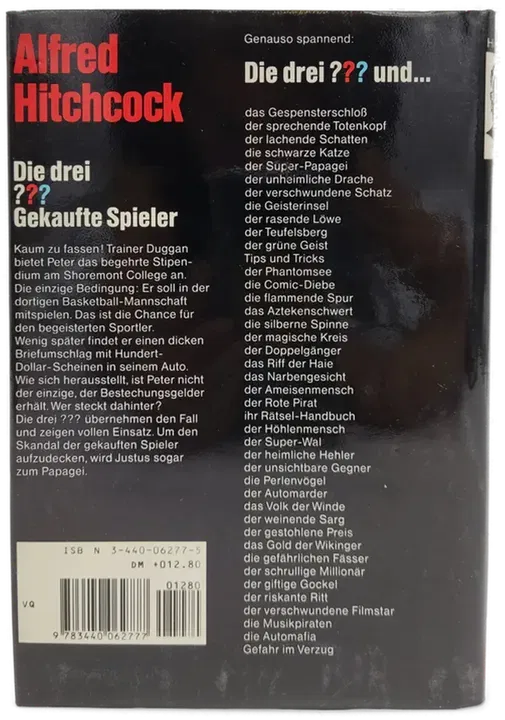 Alfred
Hitchcock
Die drei
???
Gekaufte Spieler
Kaum zu fassen! Trainer Duggan
bietet Peter das begehrte Stipen-
dium am Shoremont College an.
Die einzige Bedingung: Er soll in der
dortigen Basketball-Mannschaft
mitspielen. Das ist die Chance für
den begeisterten Sportler.
Wenig später findet er einen dicken
Briefumschlag mit Hundert-
Dollar-Scheinen in seinem Auto.
Wie sich herausstellt, ist Peter nicht
der einzige, der Bestechungsgelder
erhält. Wer steckt dahinter?
Die drei ??? übernehmen den Fall
und zeigen vollen Einsatz. Um den
Skandal der gekauften Spieler
aufzudecken, wird Justus sogar
zum Papagei.
ISB N 3-440-06277-5
DM +012.80
01280
VQ
9 783440 062777
Genauso spannend:
Die drei ??? und...
das Gespensterschloß
der sprechende Totenkopf
der lachende Schatten
die schwarze Katze
der Super-Papagei
der unheimliche Drache
der verschwundene Schatz
die Geisterinsel
der rasende Löwe
der Teufelsberg
der grüne Geist
Tips und Tricks
der Phantomsee
die Comic-Diebe
die flammende Spur
das Aztekenschwert
die silberne Spinne
der magische Kreis
der Doppelgänger
das Riff der Haie
das Narbengesicht
der Ameisenmensch
der Rote Pirat
ihr Rätsel-Handbuch
der Höhlenmensch
der Super-Wal
der heimliche Hehler
der unsichtbare Gegner
die Perlenvögel
der Automarder
das Volk der Winde
der weinende Sarg
der gestohlene Preis
das Gold der Wikinger
die gefährlichen Fässer
der schrullige Millionär
der giftige Gockel
der riskante Ritt
der verschwundene Filmstar
die Musikpiraten
die Automafia
Gefahr im Verzug